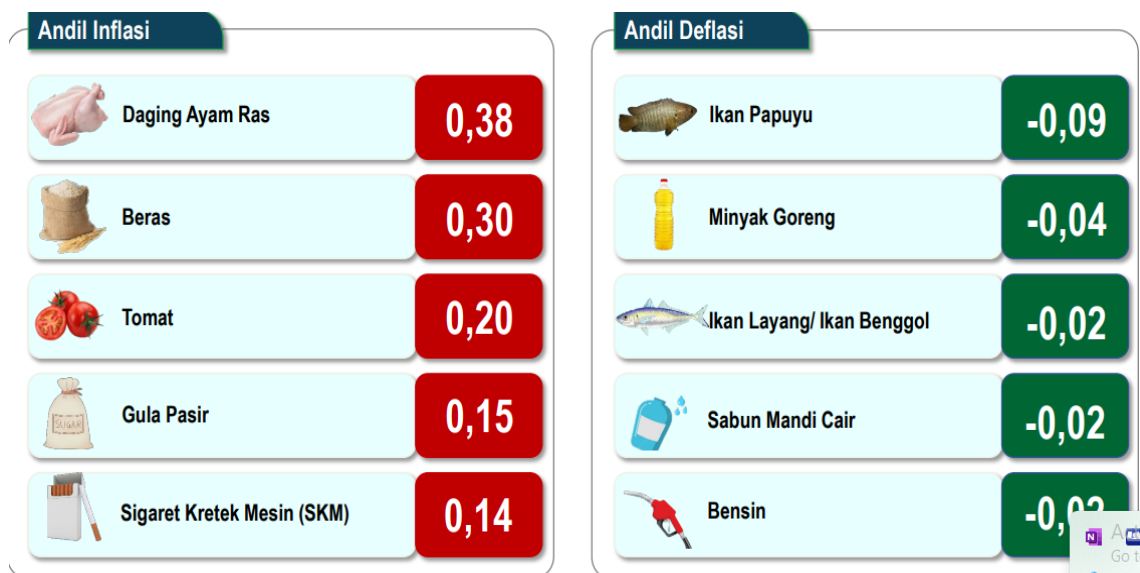 Andil Inflasi
Daging Ayam Ras
0,38
Beras
0,30
Tomat
0,20
SUGAR
Gula Pasir
0,15
Sigaret Kretek Mesin (SKM)
0,14
Andil Deflasi
Ikan Papuyu
-0,09
Minyak Goreng
-0,04
Ikan Layang/ Ikan Benggol
-0,02
Sabun Mandi Cair
-0,02
Bensin
Go t